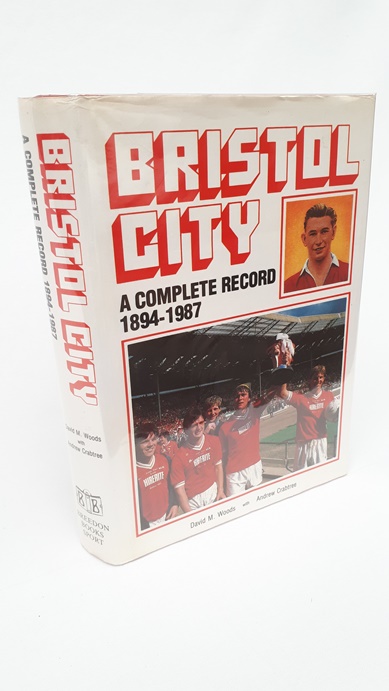 BRISTOL CITY
A COMPLETE RECORD 1894-1987
David M. Woods
with
Andrew Crabtree
BREEDON
BOOKS
SPORT
BRISTOL
CITY
A COMPLETE RECORD
1894-1987
David M. Woods with Andrew Crabtree